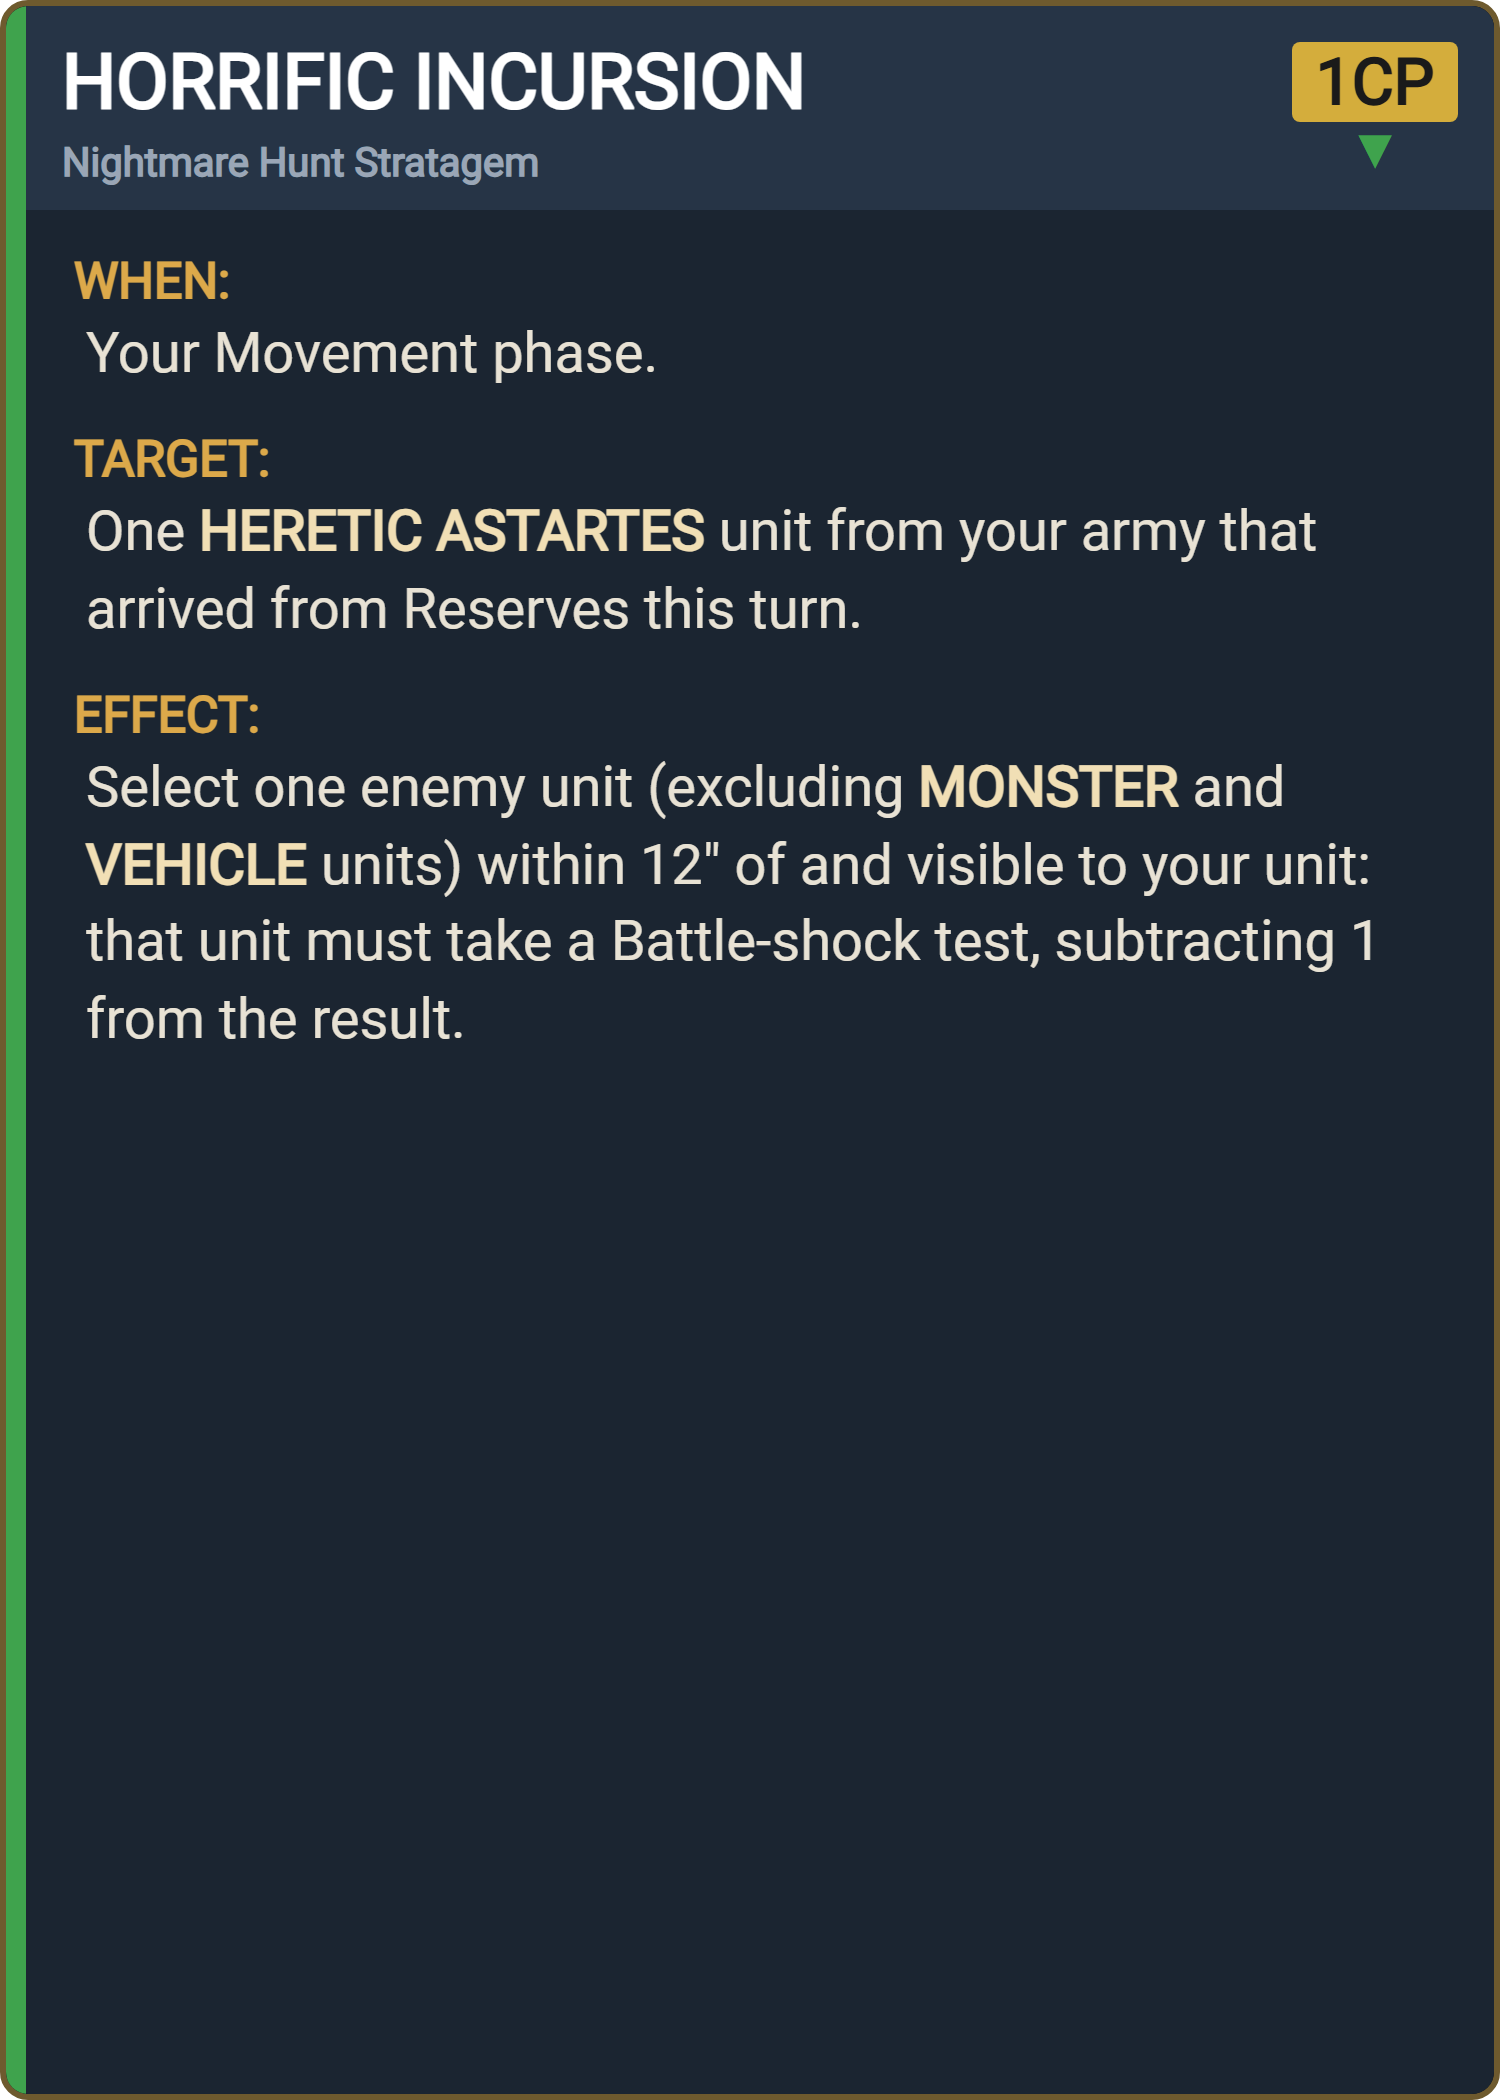 HORRIFIC INCURSION
1CP
Nightmare Hunt Stratagem
WHEN:
Your Movement phase.
TARGET:
One HERETIC ASTARTES unit from your army that
arrived from Reserves this turn.
EFFECT:
Select one enemy unit (excluding MONSTER and
VEHICLE units) within 12" of and visible to your unit:
that unit must take a Battle-shock test, subtracting 1
from the result.